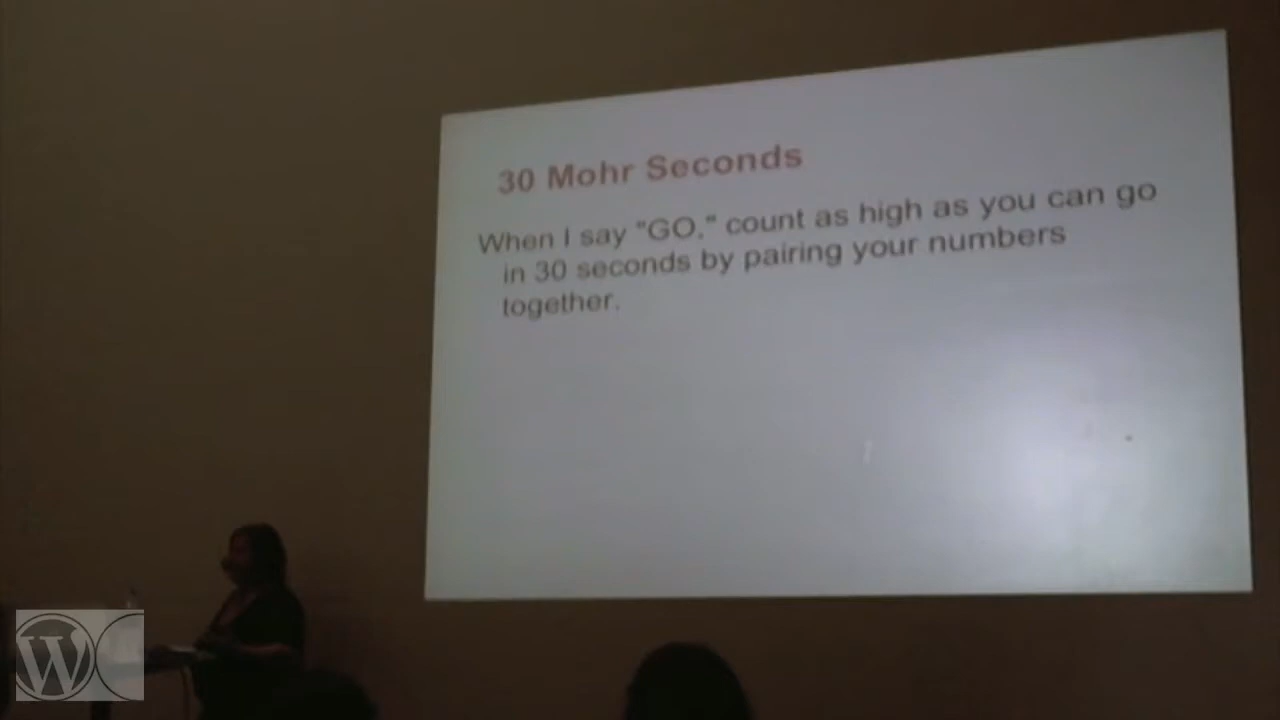 30 Mohr Seconds
When I say "GO," count as high as you can go
in 30 seconds by pairing your numbers
together.
W